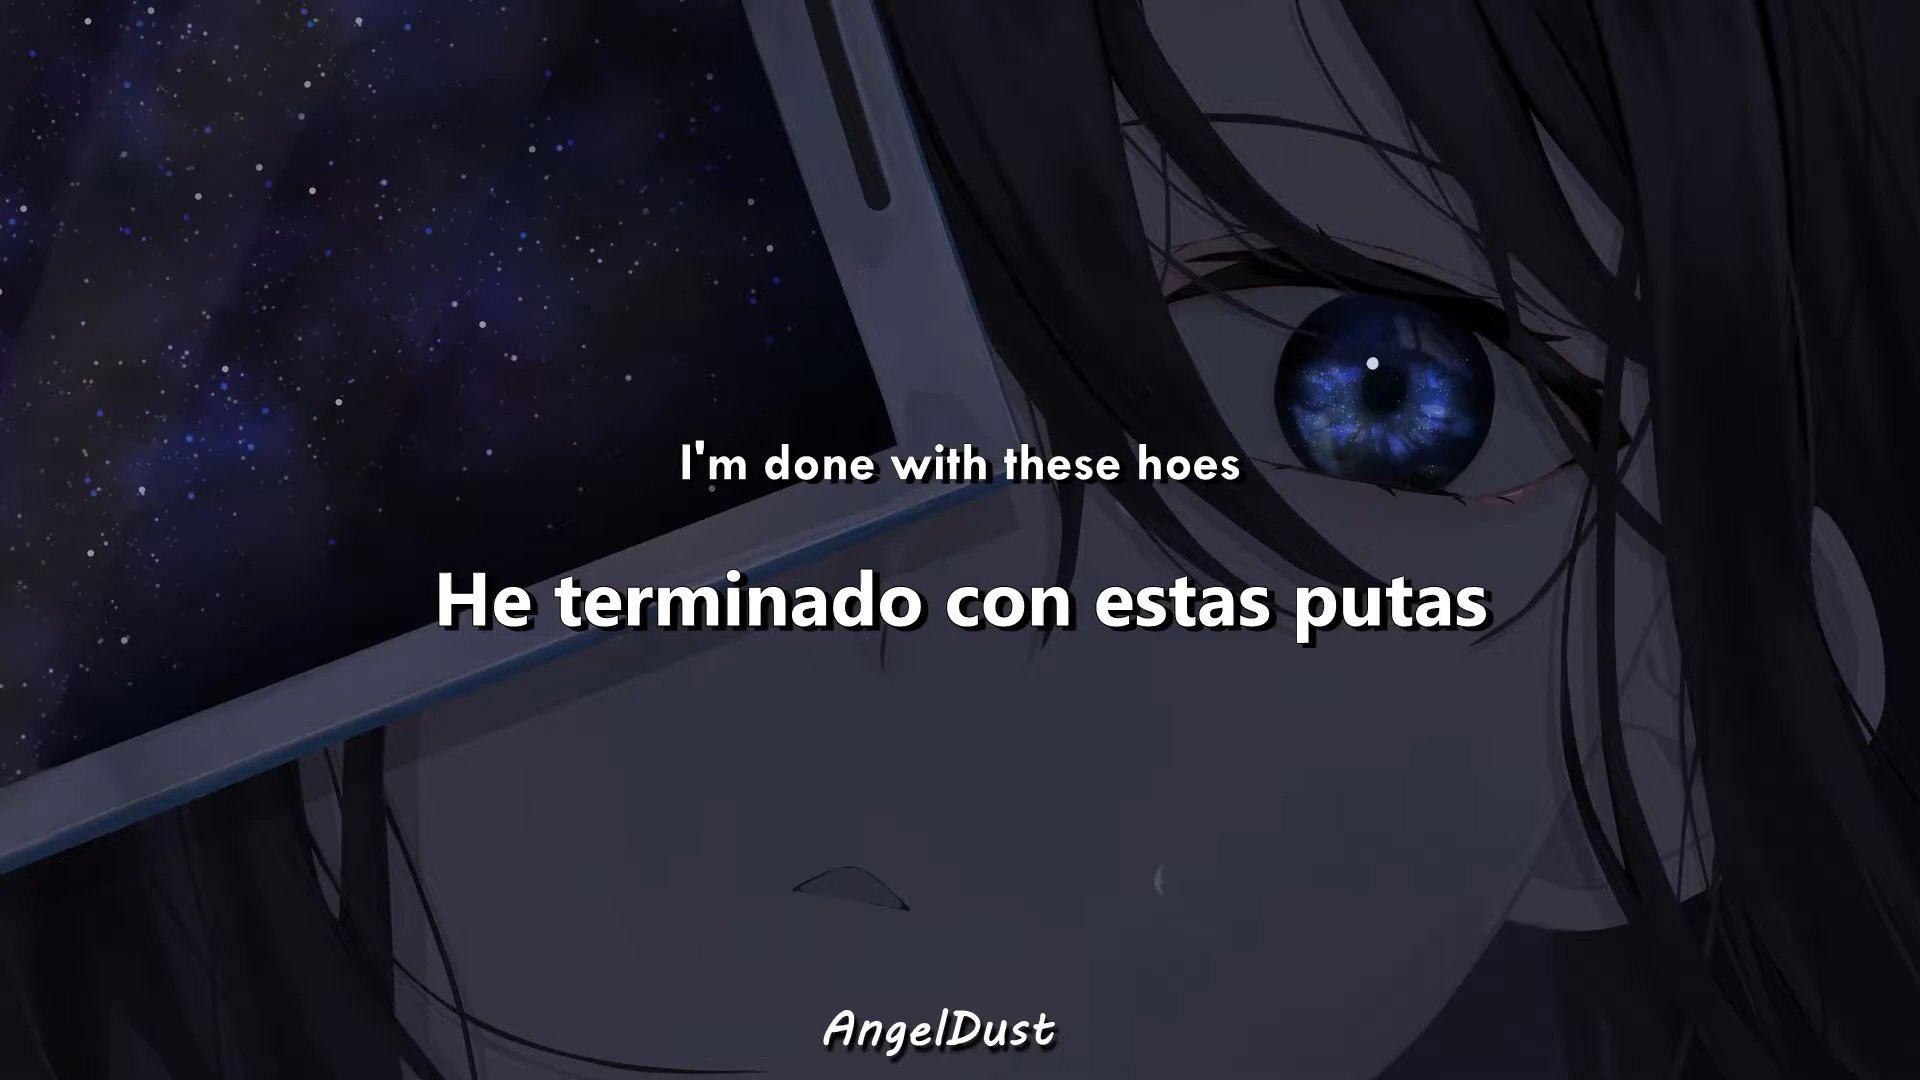 I'm done with these hoes
He terminado con estas putas
AngelDust